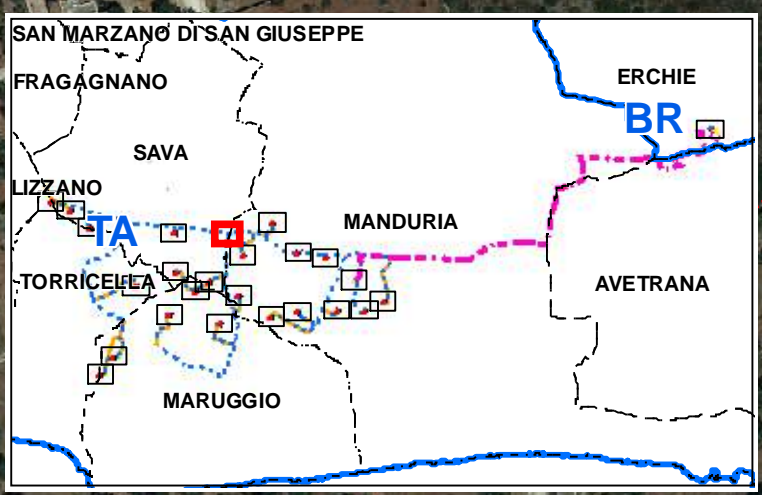 SAN MARZANO DI SAN GIUSEPPE
FRAGAGNANO
ERCHIE
BR
SAVA
LIZZANO
TA
MANDURIA
TORRICELLA
AVETRANA
MARUGGIO